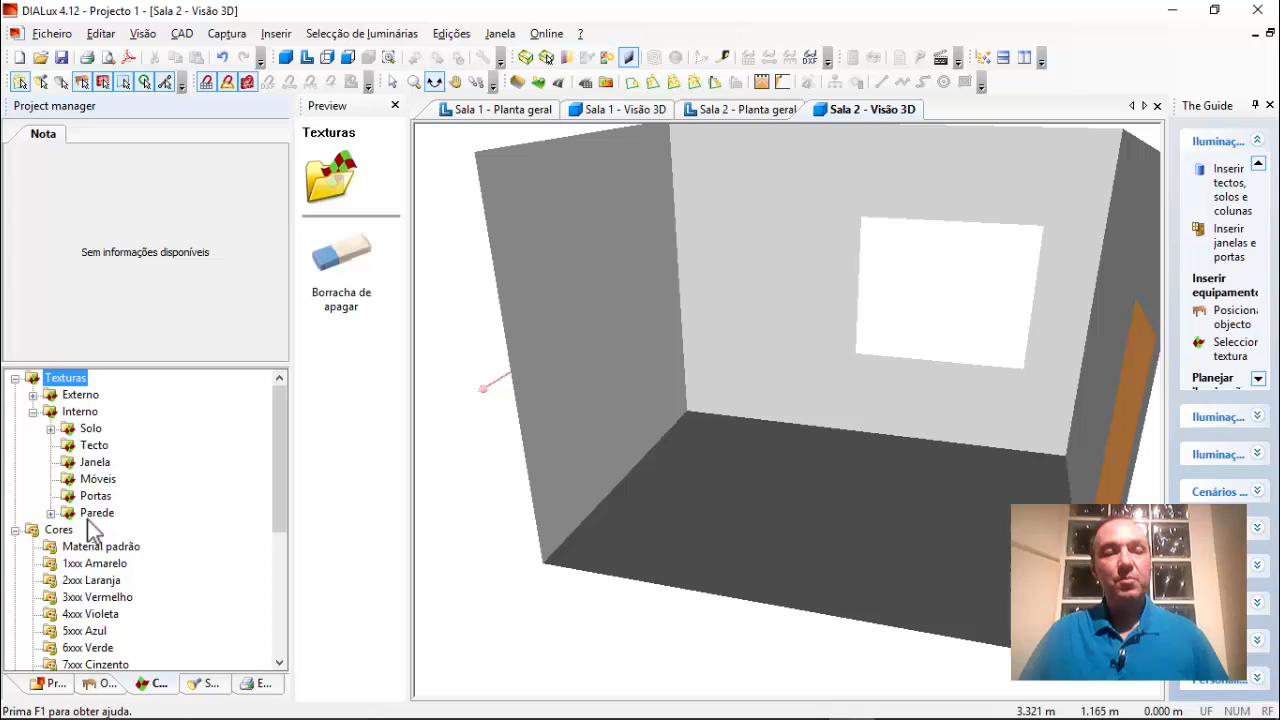 DIALux 4.12 - Projecto 1 - [Sala 2 - Visão 3D]
Ficheiro Editar Visão CAD Captura Inserir Selecção de luminárias Edições Janela Online ?
Project manager
Nota
Sem informações disponíveis
Preview
Texturas
Borracha de
apagar
Sala 1 - Planta geral Sala 1 - Visão 3D Sala 2 - Planta geral Sala 2 - Visão 3D
The Guide
Iluminaç...
Inserir
tectos,
solos e
colunas
Inserir
janelas e
portas
Inserir
equipamento
Posiciona
objecto
Seleccior
textura
Planejar
Iluminaç...
Iluminaç...
Cenários ...
Texturas
Externo
Interno
Solo
Tecto
Janela
Móveis
Portas
Parede
Cores
Material padrão
1xxx Amarelo
2xxx Laranja
3xxx Vermelho
4xxx Violeta
5xxx Azul
6xxx Verde
7xxx Cinzento
Pr... O... C... S... E...
Prima F1 para obter ajuda.
3.321 m 1.165 m 0.000 m UF NUM RF